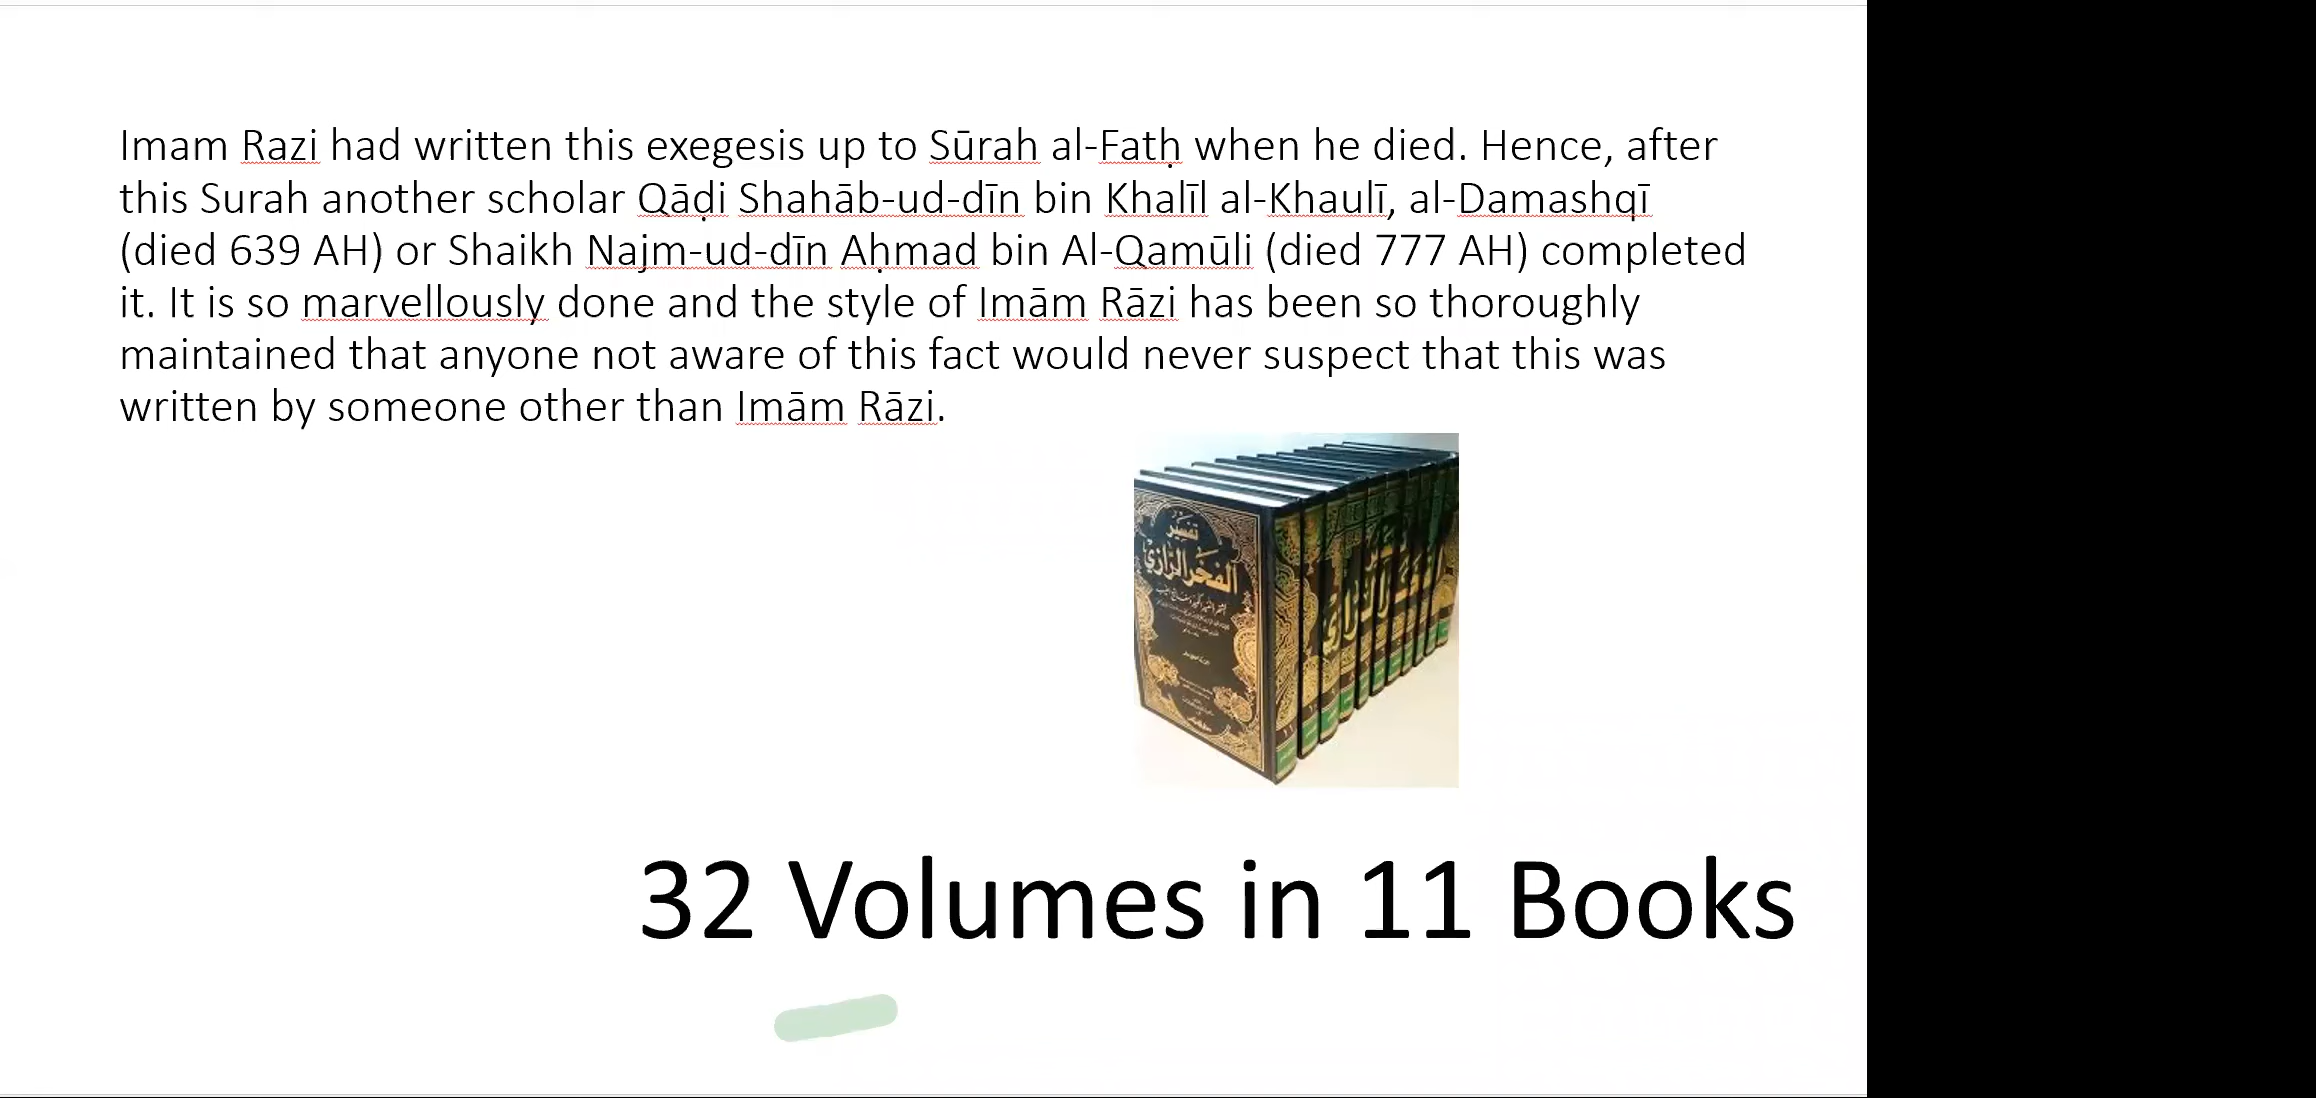 Imam Razi had written this exegesis up to Sūrah al-Fatḥ when he died. Hence, after
this Surah another scholar Qāḍi Shahāb-ud-dīn bin Khalīl al-Khaulī, al-Damashqī
(died 639 AH) or Shaikh Najm-ud-dīn Aḥmad bin Al-Qamūli (died 777 AH) completed
it. It is so marvellously done and the style of Imām Rāzi has been so thoroughly
maintained that anyone not aware of this fact would never suspect that this was
written by someone other than Imām Rāzi.
تفسير
الفخر الرازي
32 Volumes in 11 Books